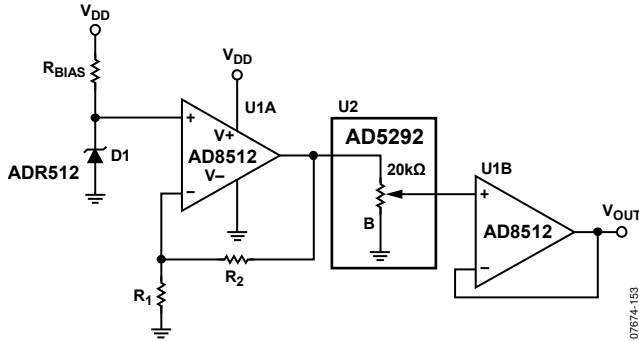 VDD
RBIAS
ADR512
D1
VDD
U1A
+
V+
AD8512
V–
–
R2
R1
U2
AD5292
20kΩ
B
U1B
+
AD8512
–
VOUT
07674-153